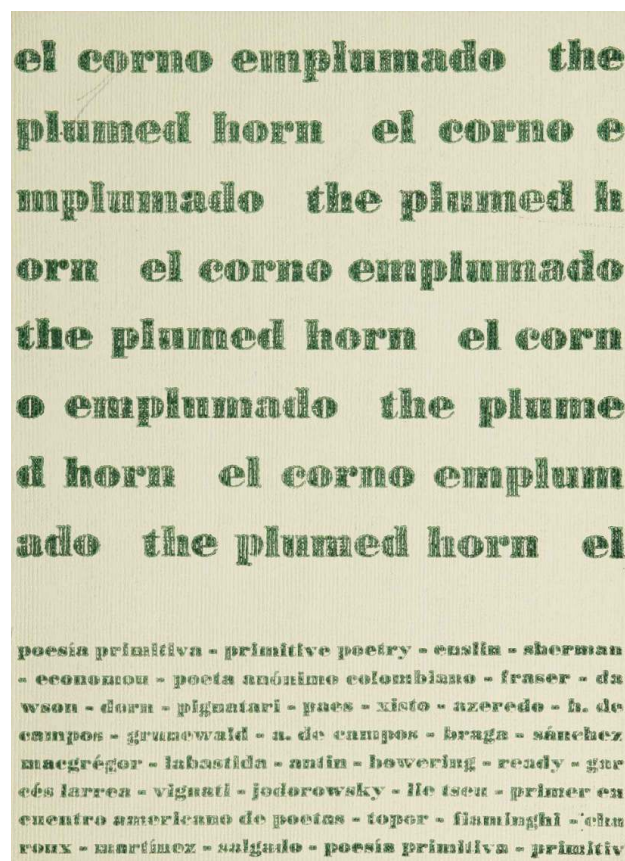 el corno emplumado the
plumed horn el corno e
mplumado the plumed h
orn el corno emplumado
the plumed horn el corn
o emplumado the plume
d horn el corno emplum
ado the plumed horn el
poesía primitiva - primitive poetry - enslin - sherman
- economou - poeta anónimo colombiano - fraser - da
wson - dorn - pignatari - paes - xisto - azeredo - h. de
campos - grunewald - a. de campos - braga - sánchez
macgrégor - labastida - antin - bowering - ready - gar
cés larrea - vignati - jodorowsky - lle tseu - primer en
cuentro americano de poetas - topor - flaminghi - cha
roux - martínez - salgado - poesía primitiva - primitiv